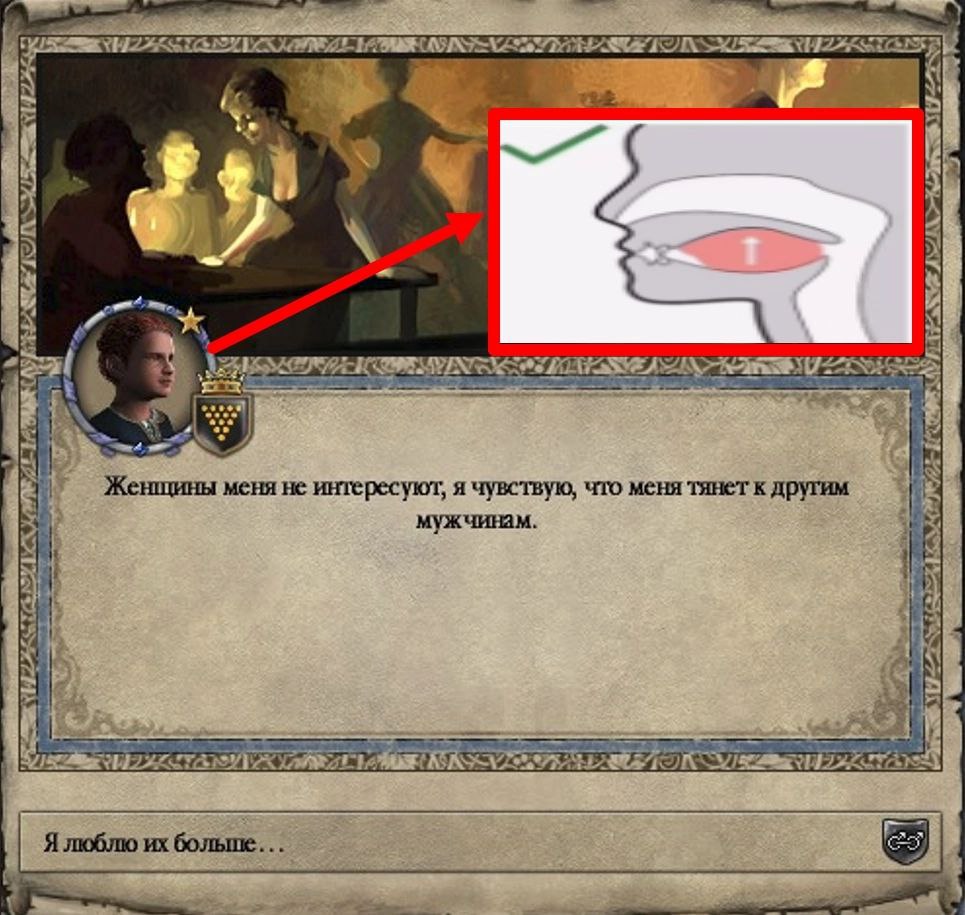 Женщины меня не интересуют, я чувствую, что меня тянет к другим
мужчинам.
Я люблю их больше...